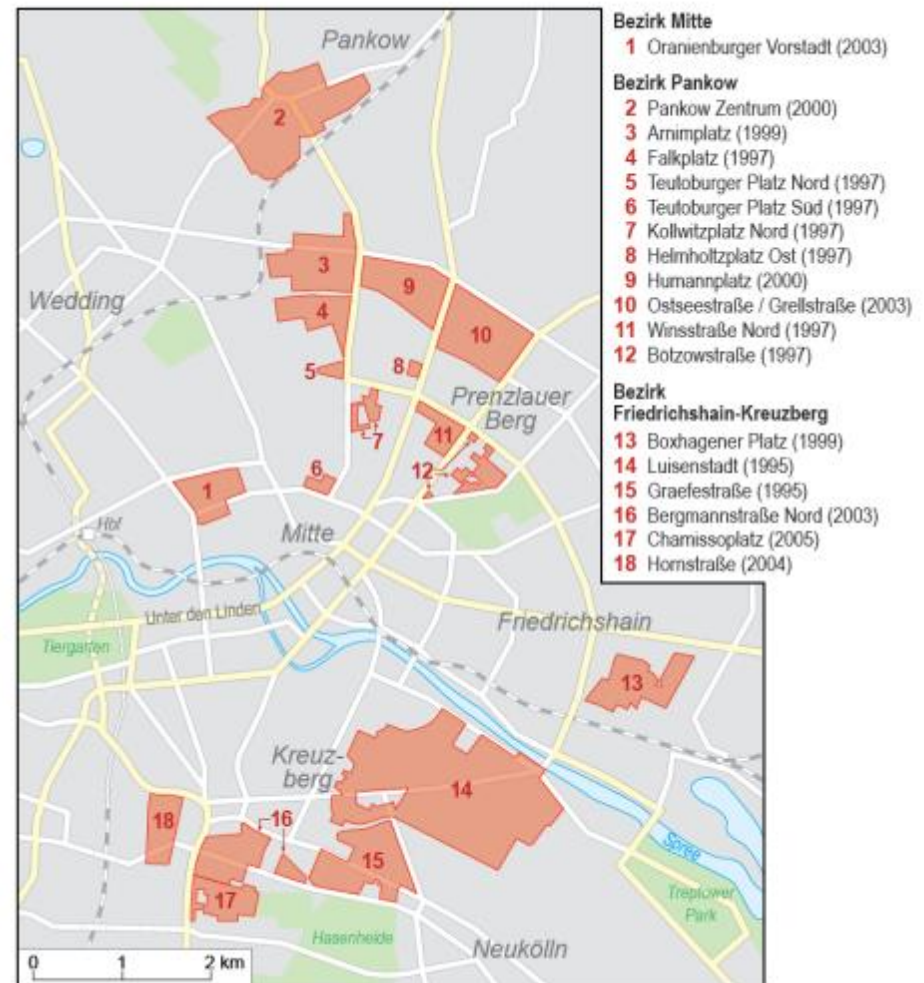 Bezirk Mitte
1 Oranienburger Vorstadt (2003)
Bezirk Pankow
2 Pankow Zentrum (2000)
3 Arnimplatz (1999)
4 Falkplatz (1997)
5 Teutoburger Platz Nord (1997)
6 Teutoburger Platz Süd (1997)
7 Kollwitzplatz Nord (1997)
8 Helmholtzplatz Ost (1997)
9 Humannplatz (2000)
10 Ostseestraße / Grellstraße (2003)
11 Winsstraße Nord (1997)
12 Bötzowstraße (1997)
Bezirk
Friedrichshain-Kreuzberg
13 Boxhagener Platz (1999)
14 Luisenstadt (1995)
15 Graefestraße (1995)
16 Bergmannstraße Nord (2003)
17 Chamissoplatz (2005)
18 Hornstraße (2004)
Pankow
2
3
Wedding
9
4
10
5
8
Prenzlauer
Berg
7
11
12
6
1
Hbf
Mitte
Unter den Linden
Friedrichshain
Tiergarten
13
Kreuz-
berg
14
18
16
15
Spree
17
Treptower
Park
Hasenheide
Neukölln
0 1 2 km